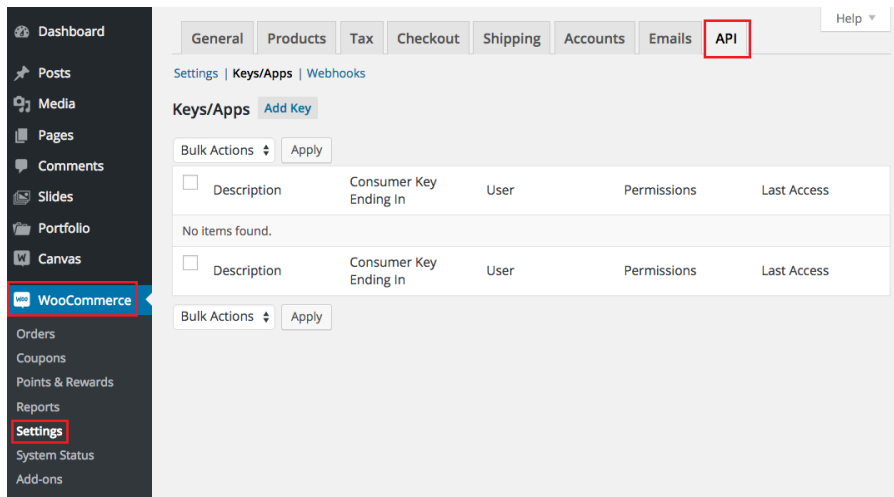 Dashboard
Posts
Media
Pages
Comments
Slides
Portfolio
Canvas
WooCommerce
Orders
Coupons
Points & Rewards
Reports
Settings
System Status
Add-ons
Help
General Products Tax Checkout Shipping Accounts Emails API
Settings | Keys/Apps | Webhooks
Keys/Apps Add Key
Bulk Actions Apply
Description Consumer Key Ending In User Permissions Last Access
No items found.
Description Consumer Key Ending In User Permissions Last Access
Bulk Actions Apply